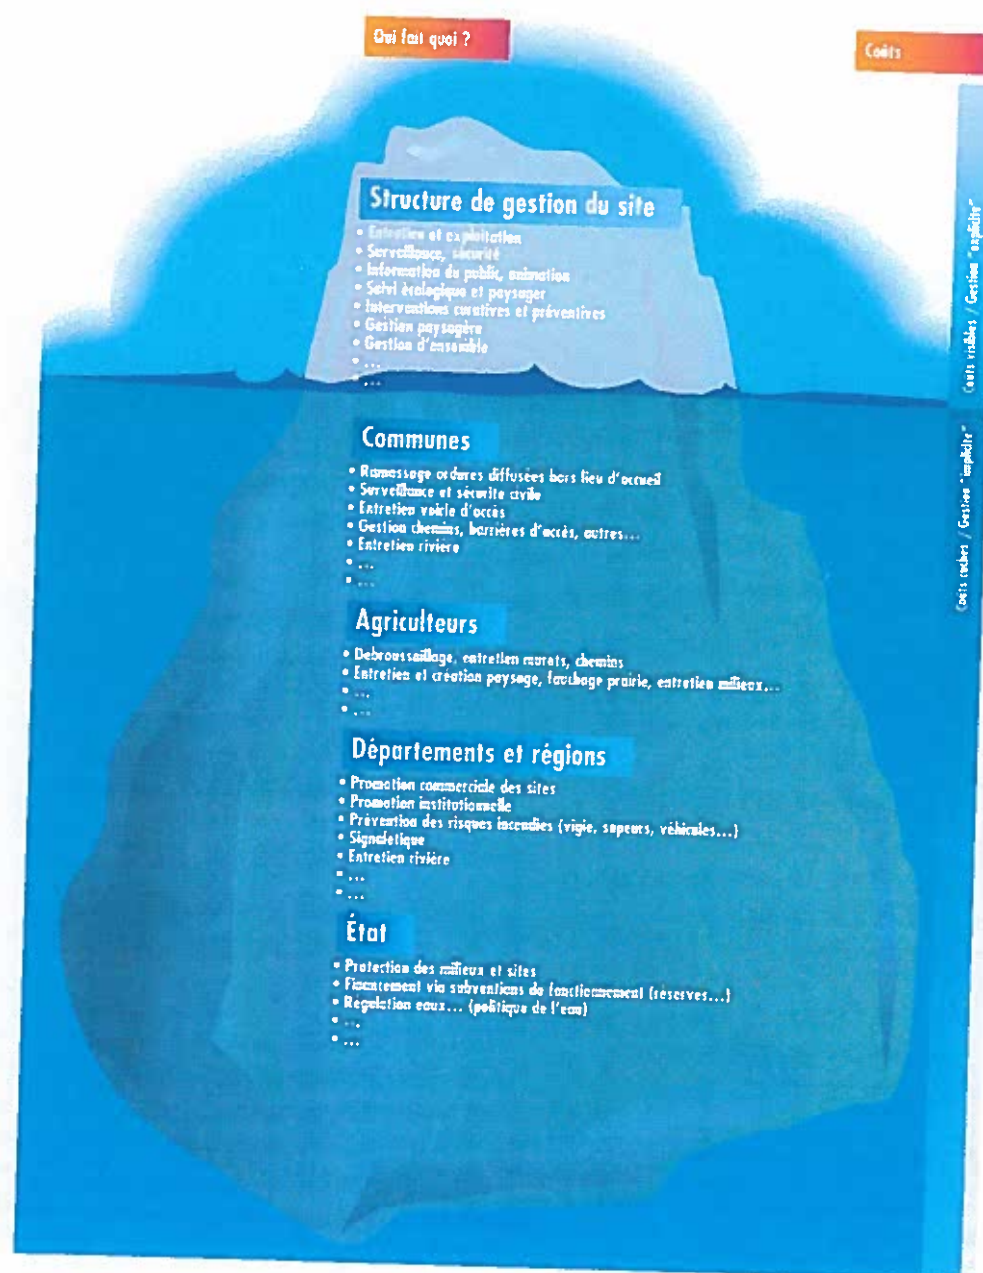 Qui fait quoi ?
Coûts
Structure de gestion du site
• Entretien et exploitation
• Surveillance, sécurité
• Information du public, animation
• Suivi écologique et paysager
• Interventions curatives et préventives
• Gestion paysagère
• Gestion d'ensemble
• ...
• ...
Coûts visibles / Gestion "explicite"
Communes
• Ramassage ordures diffusées hors lieu d'accueil
• Surveillance et sécurité civile
• Entretien voirie d'accès
• Gestion chemins, barrières d'accès, autres...
• Entretien rivière
• ...
• ...
Coûts cachés / Gestion "implicite"
Agriculteurs
• Debroussaillage, entretien murets, chemins
• Entretien et création paysage, fauchage prairie, entretien milieux...
• ...
• ...
Départements et régions
• Promotion commerciale des sites
• Promotion institutionnelle
• Prévention des risques incendies (vigie, sapeurs, véhicules...)
• Signaletique
• Entretien rivière
• ...
• ...
État
• Protection des milieux et sites
• Financement via subventions de fonctionnement (réserves...)
• Régulation eaux... (politique de l'eau)
• ...
• ...